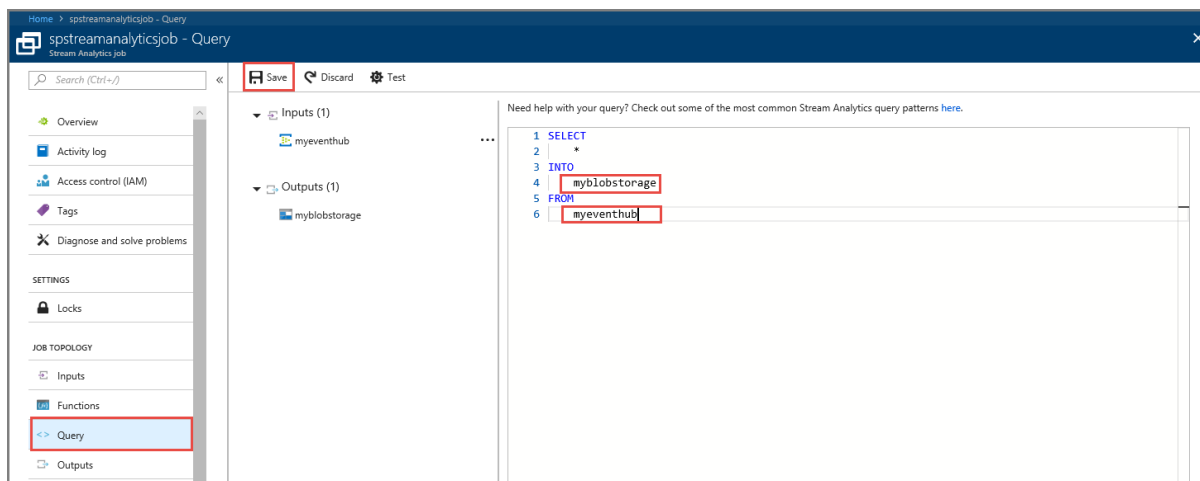 Home > spstreamanalyticsjob - Query
spstreamanalyticsjob - Query
Stream Analytics job
Search (Ctrl+/)
«
Save Discard Test
Overview
Activity log
Access control (IAM)
Tags
Diagnose and solve problems
SETTINGS
Locks
JOB TOPOLOGY
Inputs
Functions
<> Query
Outputs
Inputs (1)
myeventhub
...
Outputs (1)
myblobstorage
Need help with your query? Check out some of the most common Stream Analytics query patterns here.
1 SELECT
2 *
3 INTO
4 myblobstorage
5 FROM
6 myeventhub